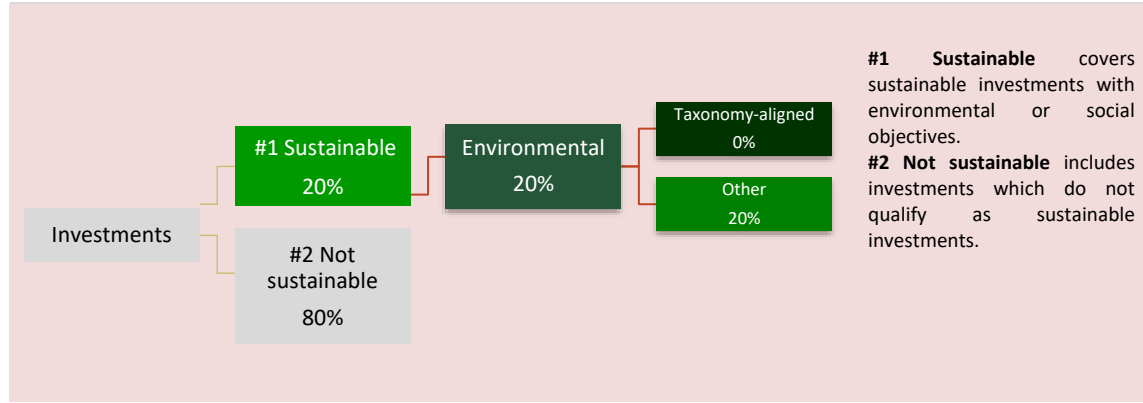 Investments
#1 Sustainable
20%
#2 Not
sustainable
80%
Environmental
20%
Taxonomy-aligned
0%
Other
20%
#1 Sustainable covers
sustainable investments with
environmental or social
objectives.
#2 Not sustainable includes
investments which do not
qualify as sustainable
investments.